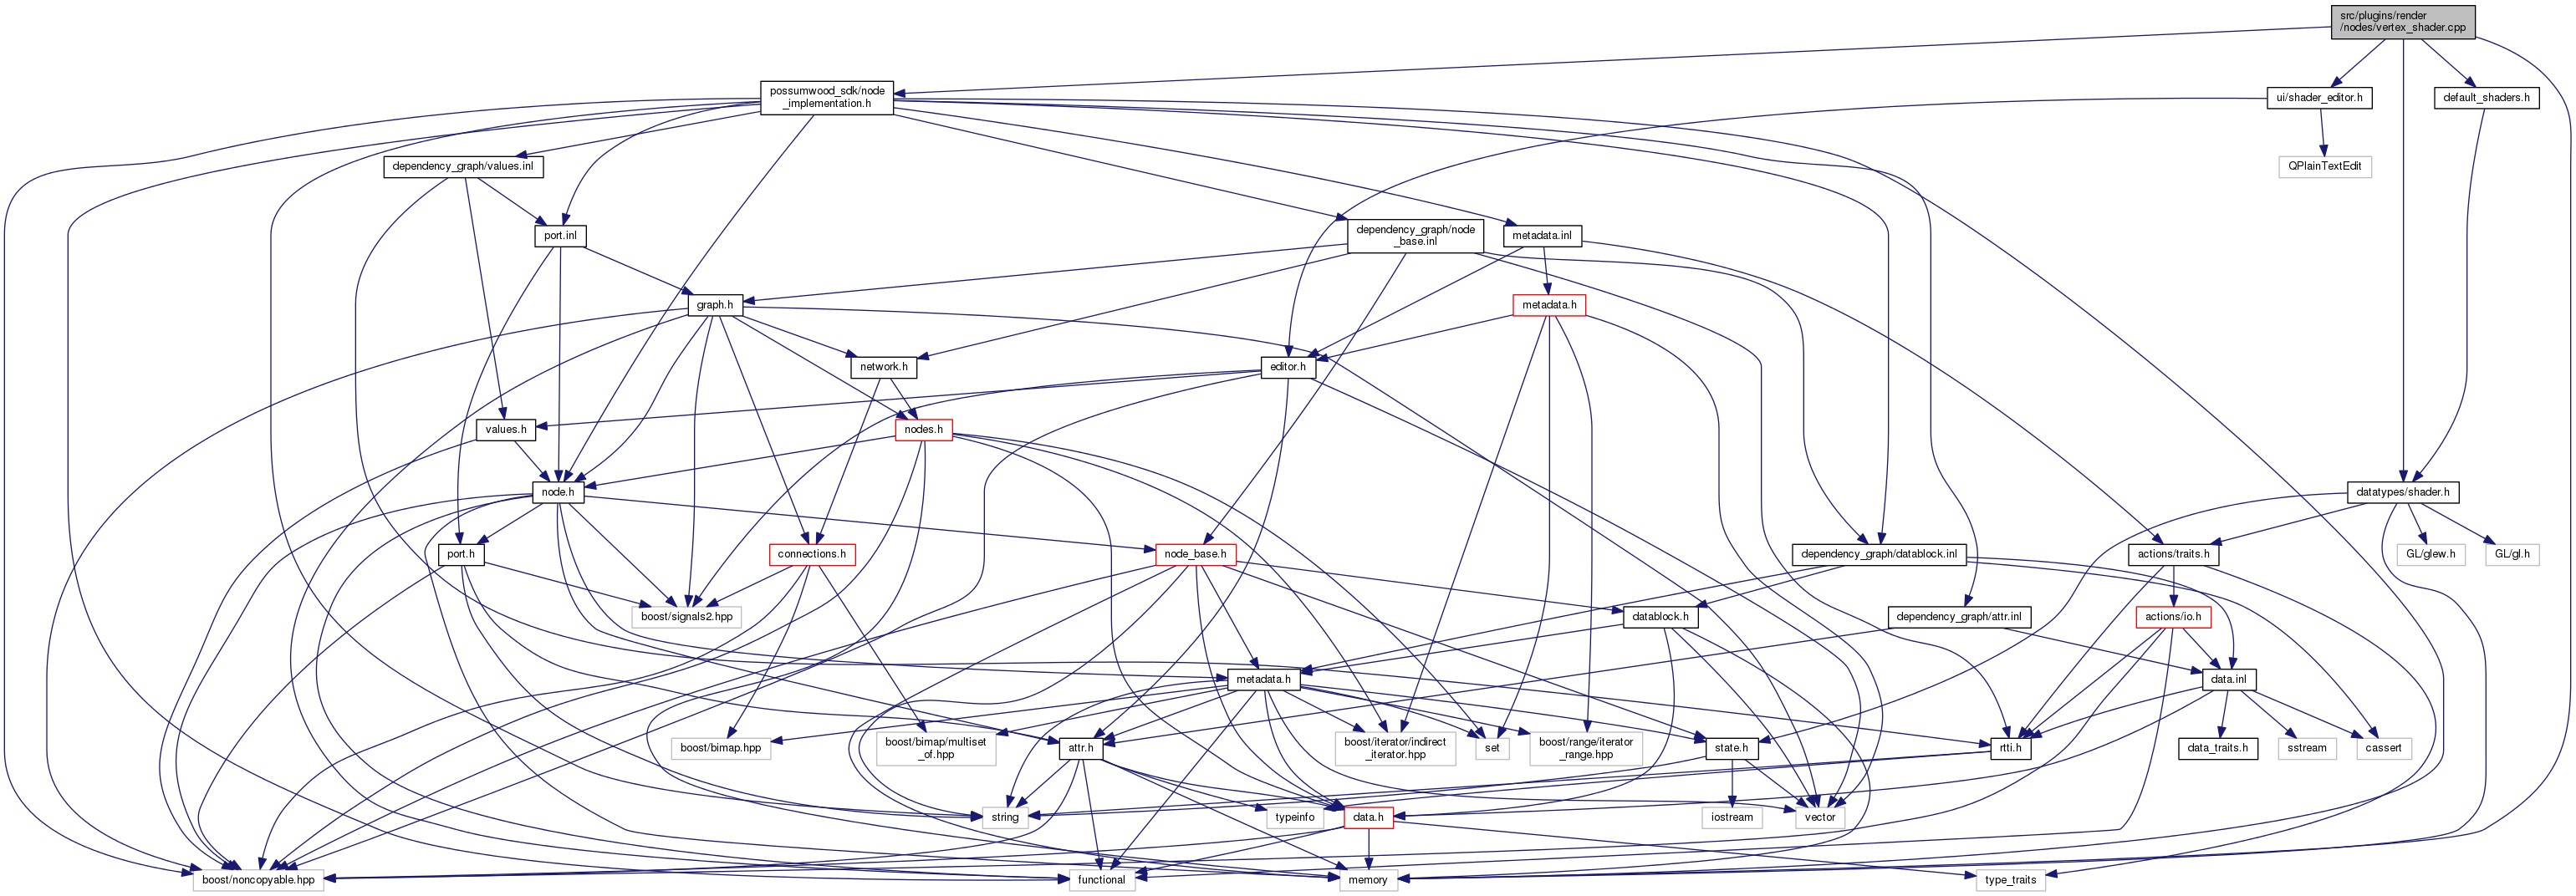 src/plugins/render
/nodes/vertex_shader.cpp
possumwood_sdk/node
_implementation.h
ui/shader_editor.h
default_shaders.h
dependency_graph/values.inl
QPlainTextEdit
port.inl
dependency_graph/node
_base.inl
metadata.inl
graph.h
metadata.h
network.h
editor.h
values.h
nodes.h
node.h
datatypes/shader.h
port.h
connections.h
node_base.h
dependency_graph/datablock.inl
actions/traits.h
GL/glew.h
GL/gl.h
boost/signals2.hpp
datablock.h
dependency_graph/attr.inl
actions/io.h
metadata.h
data.inl
boost/bimap.hpp
boost/bimap/multiset
_of.hpp
attr.h
boost/iterator/indirect
_iterator.hpp
set
boost/range/iterator
_range.hpp
state.h
rtti.h
data_traits.h
sstream
cassert
string
typeinfo
data.h
iostream
vector
boost/noncopyable.hpp
functional
memory
type_traits